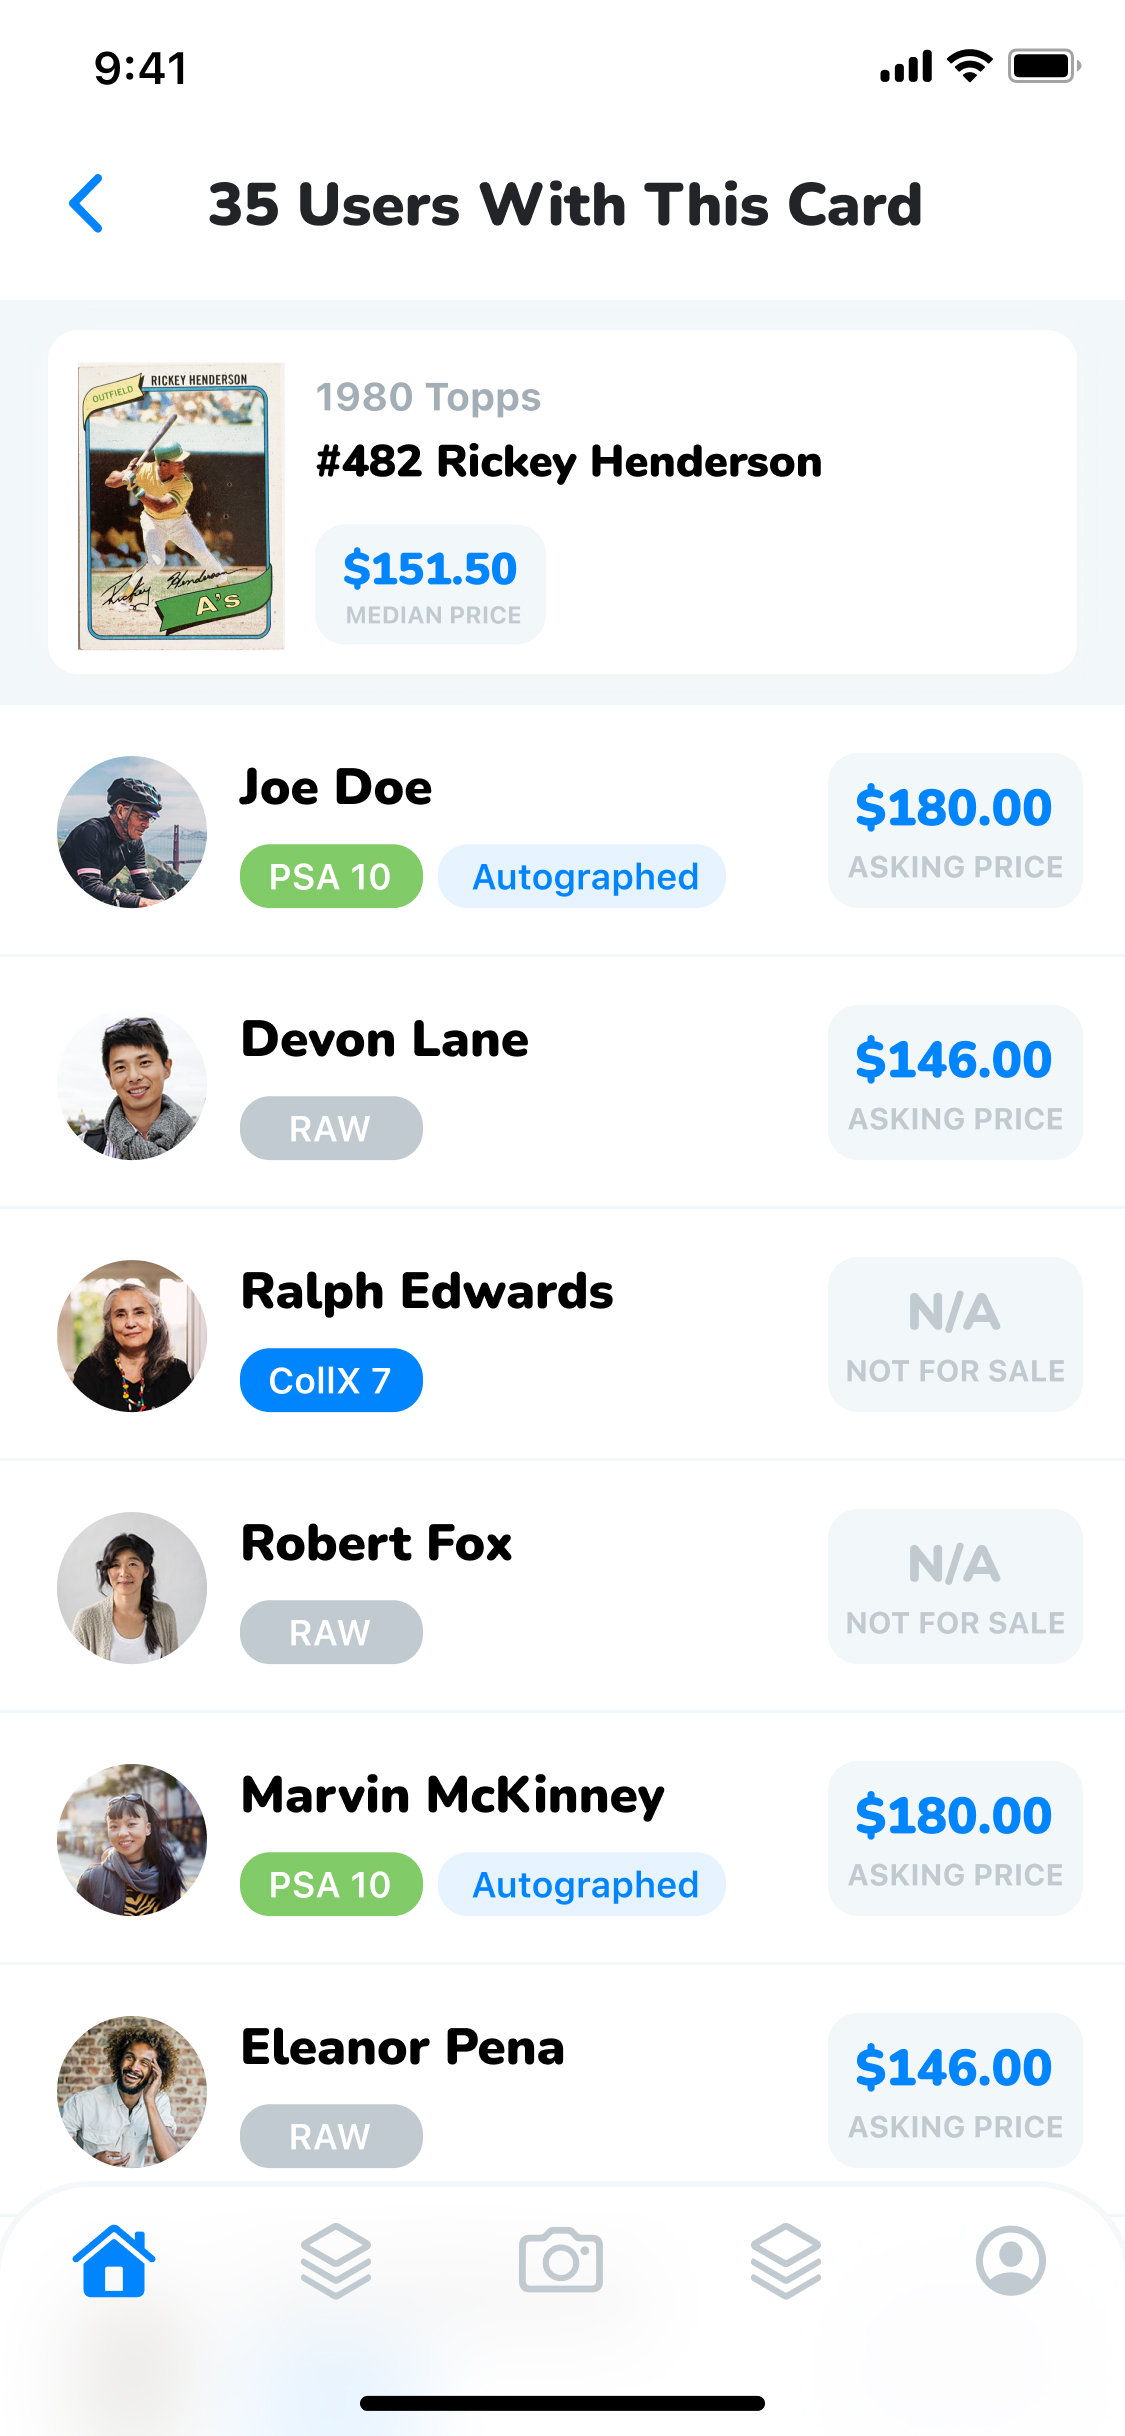 9:41
35 Users With This Card
OUTFIELD
RICKEY HENDERSON
Rickey Henderson
A's
1980 Topps
#482 Rickey Henderson
$151.50
MEDIAN PRICE
Joe Doe
PSA 10
Autographed
$180.00
ASKING PRICE
Devon Lane
RAW
$146.00
ASKING PRICE
Ralph Edwards
CollX 7
N/A
NOT FOR SALE
Robert Fox
RAW
N/A
NOT FOR SALE
Marvin McKinney
PSA 10
Autographed
$180.00
ASKING PRICE
Eleanor Pena
RAW
$146.00
ASKING PRICE